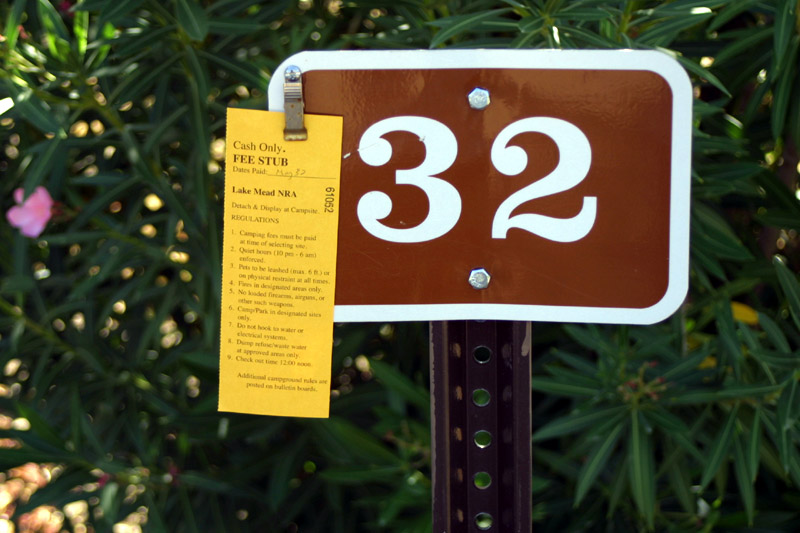 32
Cash Only.
FEE STUB
Dates Paid:
61062
Lake Mead NRA
Detach & Display at Campsite.
REGULATIONS
1. Camping fees must be paid
at time of selecting site.
2. Quiet hours (10 pm - 6 am)
enforced.
3. Pets to be leashed (max. 6 ft.) or
on physical restraint at all times.
4. Fires in designated areas only.
5. No loaded firearms, airguns, or
other such weapons.
6. Camp/Park in designated sites
only.
7. Do not hook to water or
electrical systems.
8. Dump refuse/waste water
at approved areas only.
9. Check out time 12:00 noon.
Additional campground rules are
posted on bulletin boards.